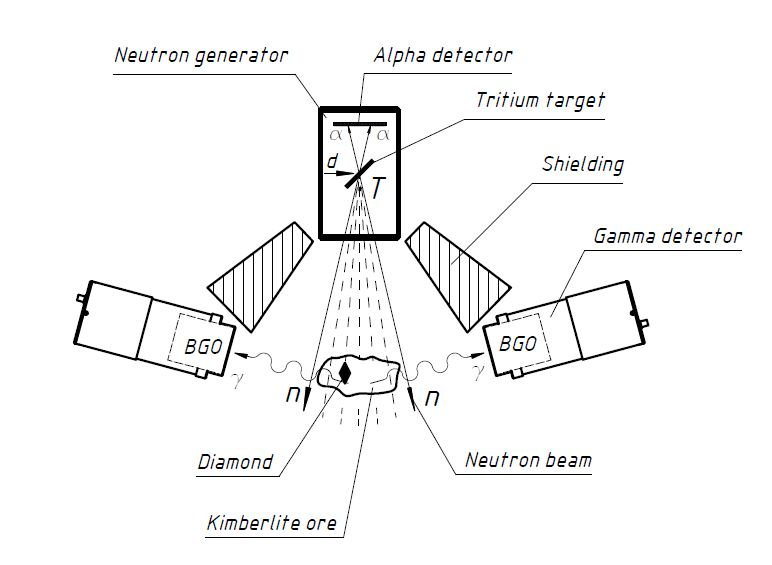 Neutron generator
Alpha detector
Tritium target
α α
d
T
Shielding
Gamma detector
BGO
BGO
γ
γ
n
n
Diamond
Neutron beam
Kimberlite ore